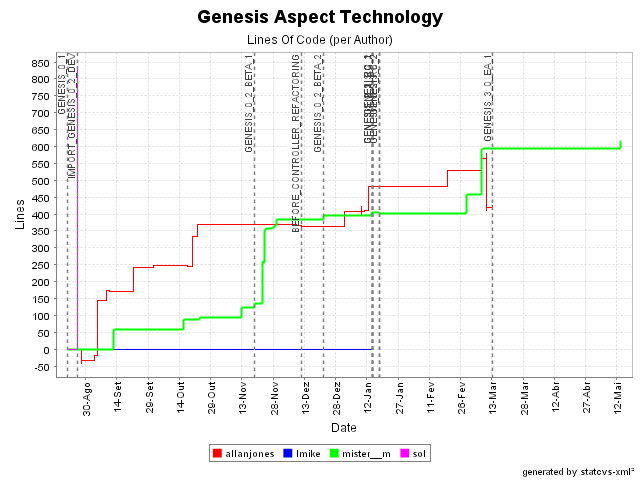 Genesis Aspect Technology
Lines Of Code (per Author)
Lines
850
800
750
700
650
600
550
500
450
400
350
300
250
200
150
100
50
0
-50
GENESIS_0_1
IMPORT_GENESIS_0_2_DEV
GENESIS_0_2_BETA_1
BEFORE_CONTROLLER_REFACTORING
GENESIS_0_2_BETA_2
GENESIS_3_0_EA_1
30-Ago
14-Set
29-Set
14-Out
29-Out
13-Nov
28-Nov
13-Dez
28-Dez
12-Jan
27-Jan
11-Fev
26-Fev
13-Mar
28-Mar
12-Abr
27-Abr
12-Mai
Date
allanjones lmike mister__m sol
generated by statcvs-xml²